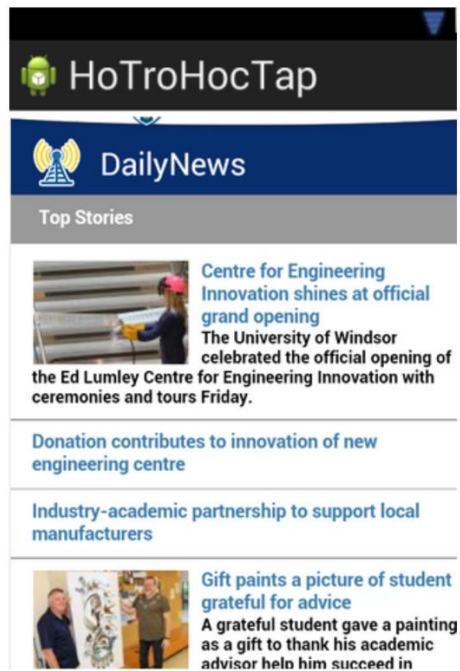 HoTroHocTap
DailyNews
Top Stories
Centre for Engineering
Innovation shines at official
grand opening
The University of Windsor
celebrated the official opening of
the Ed Lumley Centre for Engineering Innovation with
ceremonies and tours Friday.
Donation contributes to innovation of new
engineering centre
Industry-academic partnership to support local
manufacturers
Gift paints a picture of student
grateful for advice
A grateful student gave a painting
as a gift to thank his academic
advisor help him succeed in